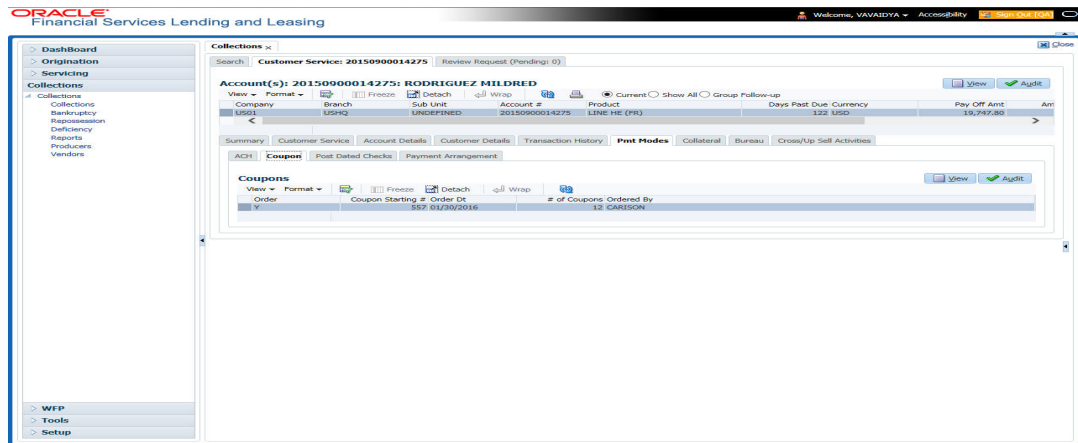 ORACLE
Financial Services Lending and Leasing
Welcome, VAVAIDYA Accessibility Sign Out [QA]
DashBoard
Origination
Servicing
Collections
Collections
Collections
Bankruptcy
Repossession
Deficiency
Reports
Producers
Vendors
WFP
Tools
Setup
Collections x
Close
Search Customer Service: 20150900014275 Review Request (Pending: 0)
Account(s): 20150900014275: RODRIGUEZ MILDRED
View Audit
View Format Freeze Detach Wrap Current Show All Group Follow-up
Company Branch Sub Unit Account # Product Days Past Due Currency Pay Off Amt Am
US01 USHQ UNDEFINED 20150900014275 LINE HE (FR) 122 USD 19,747.80
Summary Customer Service Account Details Customer Details Transaction History Pmt Modes Collateral Bureau Cross/Up Sell Activities
ACH Coupon Post Dated Checks Payment Arrangement
Coupons
View Audit
View Format Freeze Detach Wrap
Order Coupon Starting # Order Dt # of Coupons Ordered By
Y 557 01/30/2016 12 CARISON